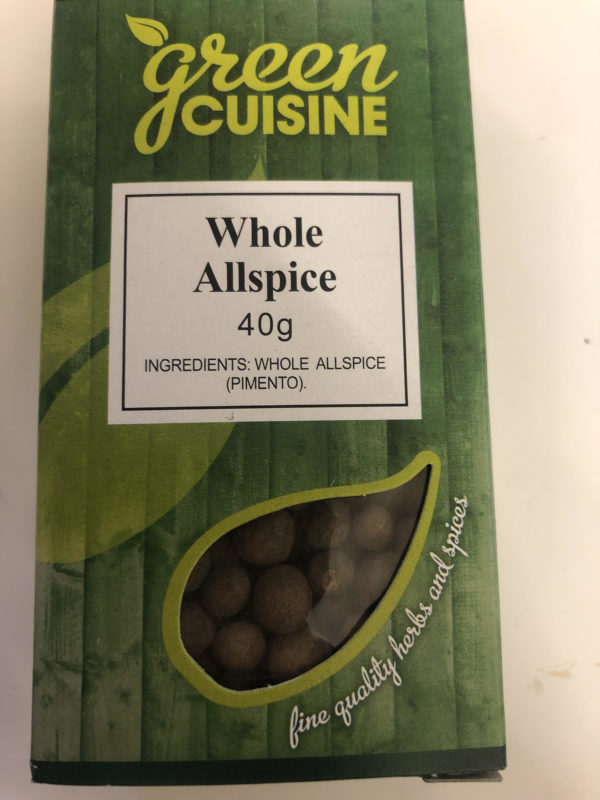 green
CUISINE
Whole
Allspice
40g
INGREDIENTS: WHOLE ALLSPICE
(PIMENTO).
fine quality herbs and spices